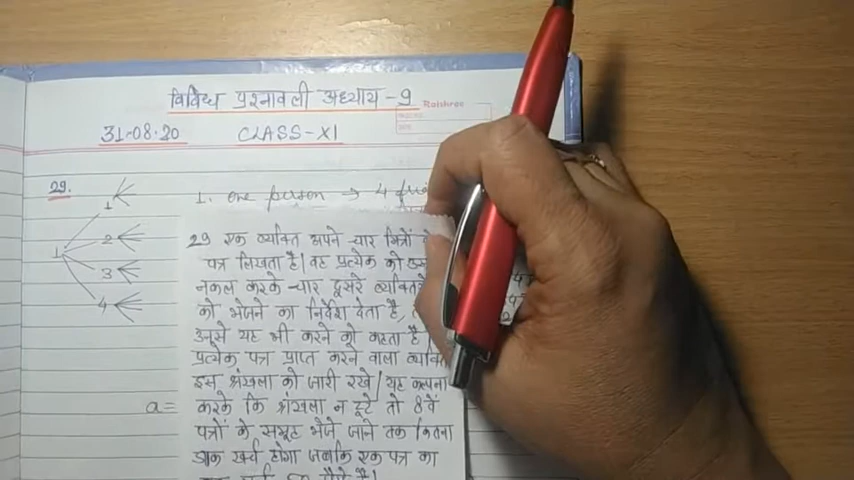 विविध प्रश्नावली अध्याय - 9
Raishree
31-08-20 CLASS-XI
29.
1. one person → 4
1
1
2
3
4
29 एक व्यक्ति अपने चार मित्रों
पत्र लिखता है। वह प्रत्येक को
नकल करके चार दूसरे
को भेजने का निर्देश देता है,
उनसे यह भी करने को कहता है
प्रत्येक पत्र प्राप्त करने वाला
इस श्रंखला को जारी रखे। यह कल्पना
a = करके कि श्रंखला न टूटे तो 8वें
पत्रों के समूह भेजे जाने तक कितना
डाक खर्च होगा जबकि एक पत्र का